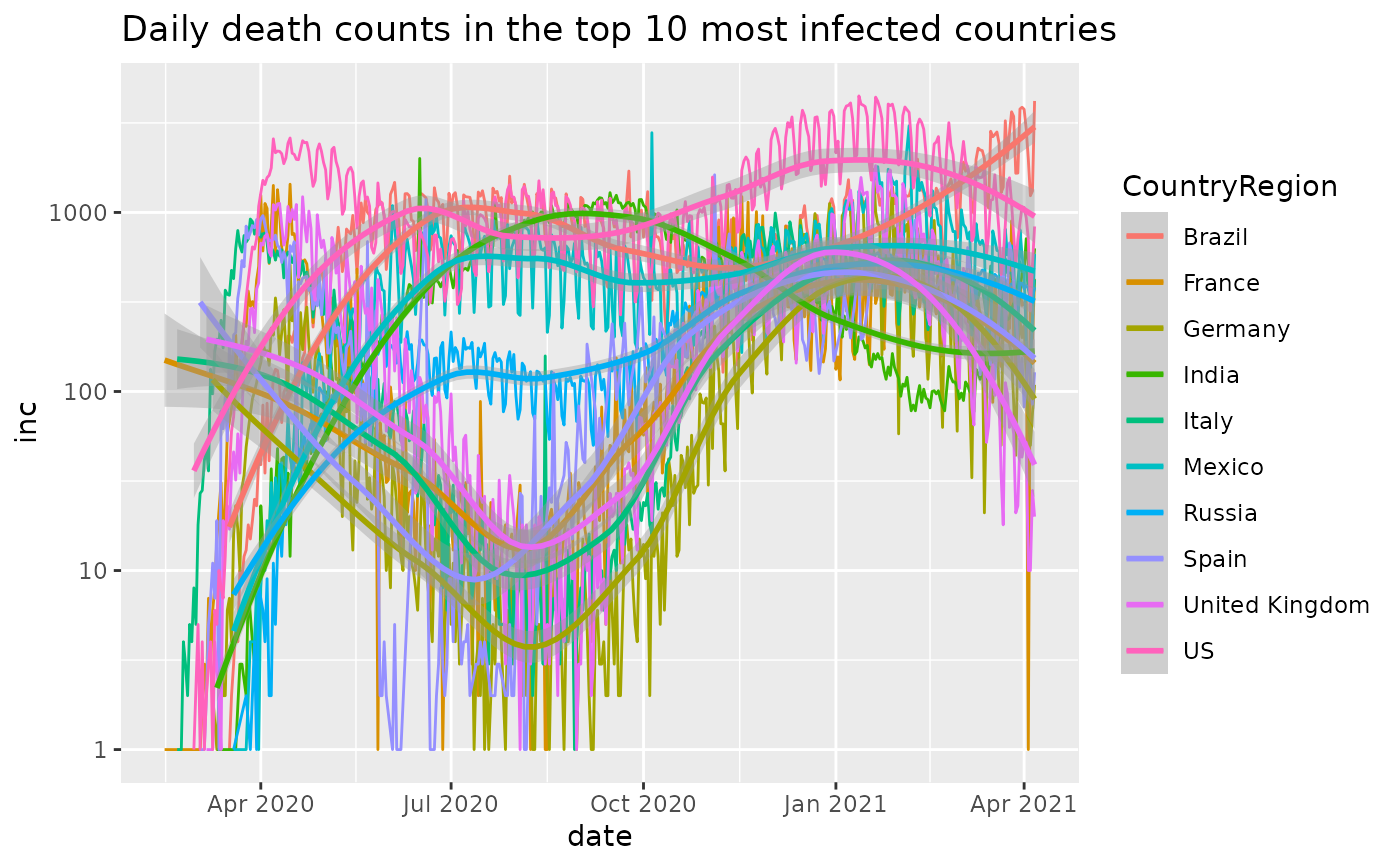 Daily death counts in the top 10 most infected countries
inc
1000
100
10
1
Apr 2020
Jul 2020
Oct 2020
Jan 2021
Apr 2021
date
CountryRegion
Brazil
France
Germany
India
Italy
Mexico
Russia
Spain
United Kingdom
US